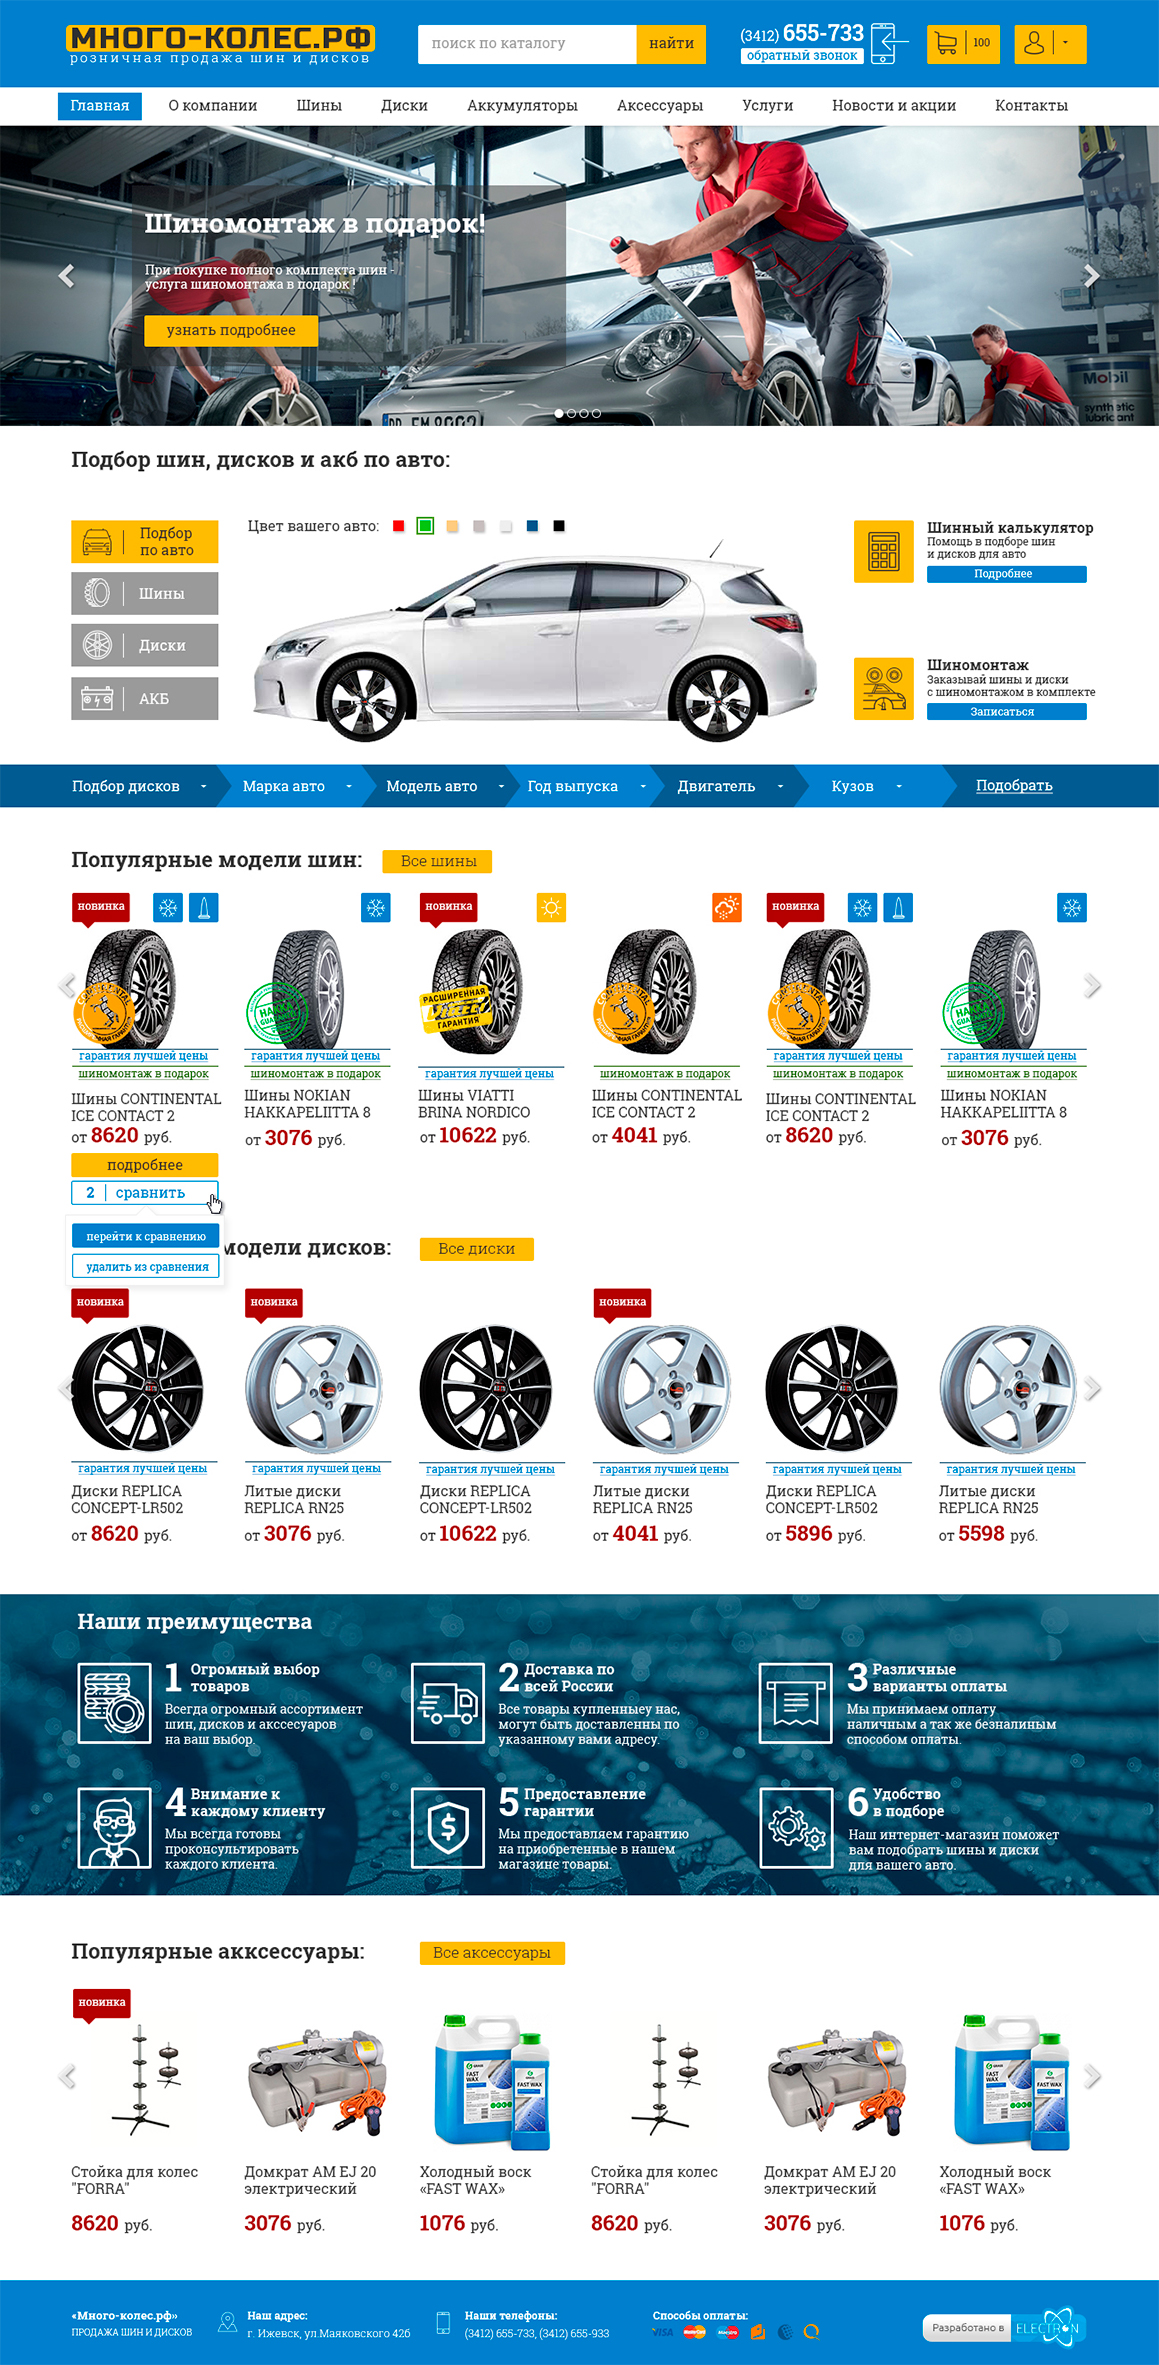 МНОГО-КОЛЕС.РФ
розничная продажа шин и дисков
поиск по каталогу
найти
(3412) 655-733
обратный звонок
100
Главная
О компании
Шины
Диски
Аккумуляторы
Аксессуары
Услуги
Новости и акции
Контакты
Шиномонтаж в подарок!
При покупке полного комплекта шин -
услуга шиномонтажа в подарок !
узнать подробнее
Mobil
synthetic
lubricant
Подбор шин, дисков и акб по авто:
Подбор
по авто
Шины
Диски
АКБ
Цвет вашего авто:
Шинный калькулятор
Помощь в подборе шин
и дисков для авто
Подробнее
Шиномонтаж
Заказывай шины и диски
с шиномонтажом в комплекте
Записаться
Подбор дисков
Марка авто
Модель авто
Год выпуска
Двигатель
Кузов
Подобрать
Популярные модели шин:
Все шины
новинка
новинка
новинка
РАСШИРЕННАЯ
ГАРАНТИЯ
гарантия лучшей цены
шиномонтаж в подарок
Шины CONTINENTAL
ICE CONTACT 2
от 8620 руб.
гарантия лучшей цены
шиномонтаж в подарок
Шины NOKIAN
HAKKAPELIITTA 8
от 3076 руб.
гарантия лучшей цены
Шины VIATTI
BRINA NORDICO
от 10622 руб.
шиномонтаж в подарок
Шины CONTINENTAL
ICE CONTACT 2
от 4041 руб.
гарантия лучшей цены
шиномонтаж в подарок
Шины CONTINENTAL
ICE CONTACT 2
от 8620 руб.
гарантия лучшей цены
шиномонтаж в подарок
Шины NOKIAN
HAKKAPELIITTA 8
от 3076 руб.
подробнее
2 сравнить
перейти к сравнению
удалить из сравнения
модели дисков:
Все диски
новинка
новинка
новинка
гарантия лучшей цены
Диски REPLICA
CONCEPT-LR502
от 8620 руб.
гарантия лучшей цены
Литые диски
REPLICA RN25
от 3076 руб.
гарантия лучшей цены
Диски REPLICA
CONCEPT-LR502
от 10622 руб.
гарантия лучшей цены
Литые диски
REPLICA RN25
от 4041 руб.
гарантия лучшей цены
Диски REPLICA
CONCEPT-LR502
от 5896 руб.
гарантия лучшей цены
Литые диски
REPLICA RN25
от 5598 руб.
Наши преимущества
1 Огромный выбор
товаров
Всегда огромный ассортимент
шин, дисков и акссесуаров
на ваш выбор.
2 Доставка по
всей России
Все товары купленныеу нас,
могут быть доставленны по
указанному вами адресу.
3 Различные
варианты оплаты
Мы принимаем оплату
наличным а так же безналиным
способом оплаты.
4 Внимание к
каждому клиенту
Мы всегда готовы
проконсультировать
каждого клиента.
5 Предоставление
гарантии
Мы предоставляем гарантию
на приобретенные в нашем
магазине товары.
6 Удобство
в подборе
Наш интернет-магазин поможет
вам подобрать шины и диски
для вашего авто.
Популярные акксессуары:
Все аксессуары
новинка
FAST
WAX
FAST WAX
FAST
WAX
FAST WAX
Стойка для колес
"FORRA"
8620 руб.
Домкрат AM EJ 20
электрический
3076 руб.
Холодный воск
«FAST WAX»
1076 руб.
Стойка для колес
"FORRA"
8620 руб.
Домкрат AM EJ 20
электрический
3076 руб.
Холодный воск
«FAST WAX»
1076 руб.
«Много-колес.рф»
ПРОДАЖА ШИН И ДИСКОВ
Наш адрес:
г. Ижевск, ул.Маяковского 42б
Наши телефоны:
(3412) 655-733, (3412) 655-933
Способы оплаты:
VISA
Разработано в
ELECTRON